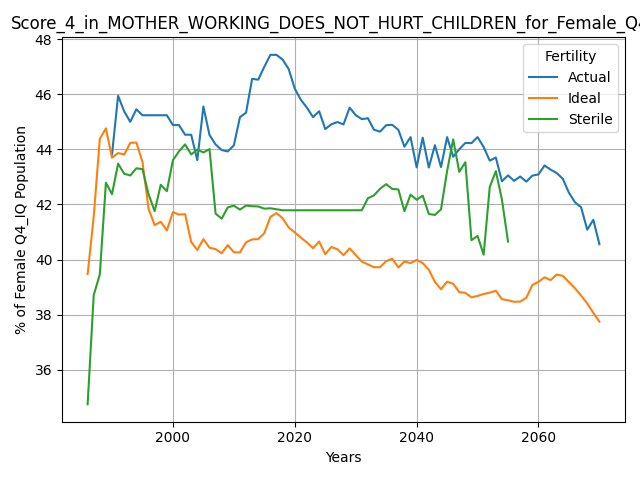 Score_4_in_MOTHER_WORKING_DOES_NOT_HURT_CHILDREN_for_Female_Q4
48
46
44
42
40
38
36
% of Female Q4_IQ Population
Fertility
Actual
Ideal
Sterile
2000
2020
2040
2060
Years